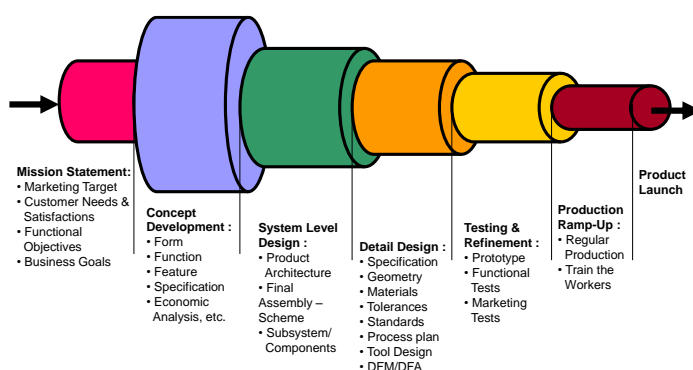 Mission Statement:
• Marketing Target
• Customer Needs &
Satisfactions
• Functional
Objectives
• Business Goals
Concept
Development :
• Form
• Function
• Feature
• Specification
• Economic
Analysis, etc.
System Level
Design :
• Product
Architecture
• Final
Assembly –
Scheme
• Subsystem/
Components
Detail Design :
• Specification
• Geometry
• Materials
• Tolerances
• Standards
• Process plan
• Tool Design
• DFM/DFA
Testing &
Refinement :
• Prototype
• Functional
Tests
• Marketing
Tests
Production
Ramp-Up :
• Regular
Production
• Train the
Workers
Product
Launch